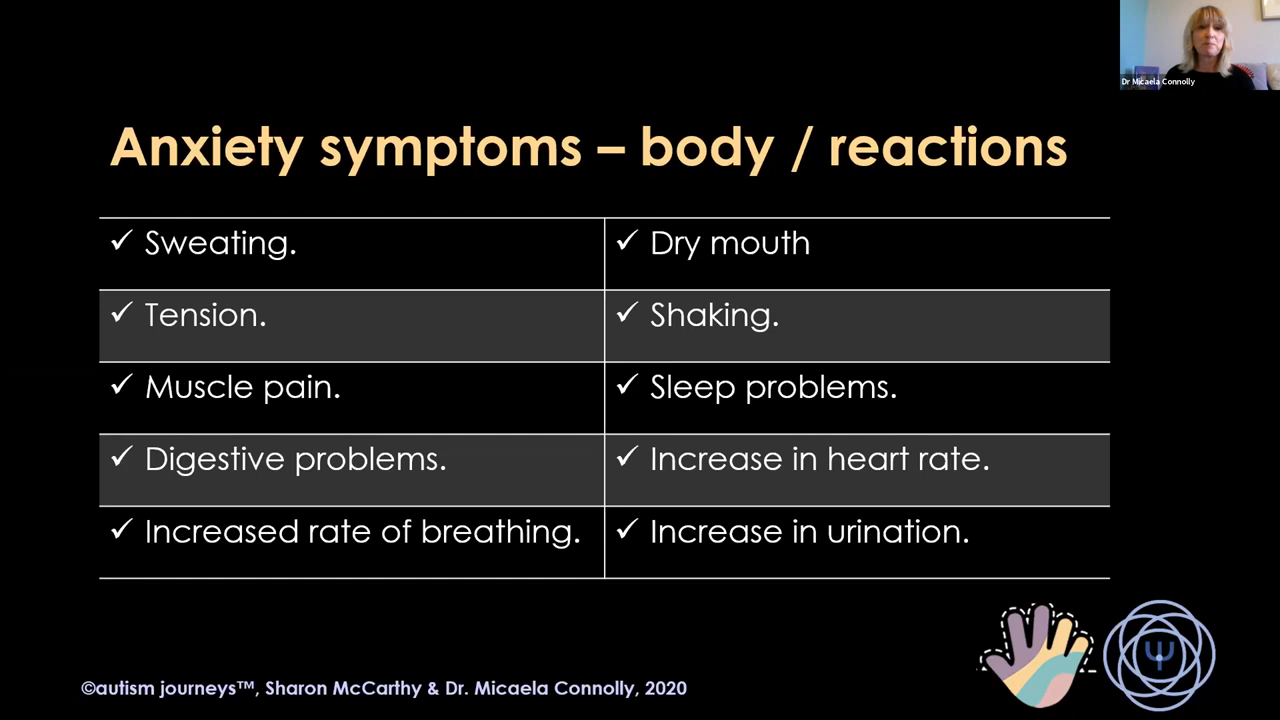 Dr Micaela Connolly
Anxiety symptoms – body / reactions
✓ Sweating.
✓ Dry mouth
✓ Tension.
✓ Shaking.
✓ Muscle pain.
✓ Sleep problems.
✓ Digestive problems.
✓ Increase in heart rate.
✓ Increased rate of breathing.
✓ Increase in urination.
Ψ
©autism journeys™, Sharon McCarthy & Dr. Micaela Connolly, 2020